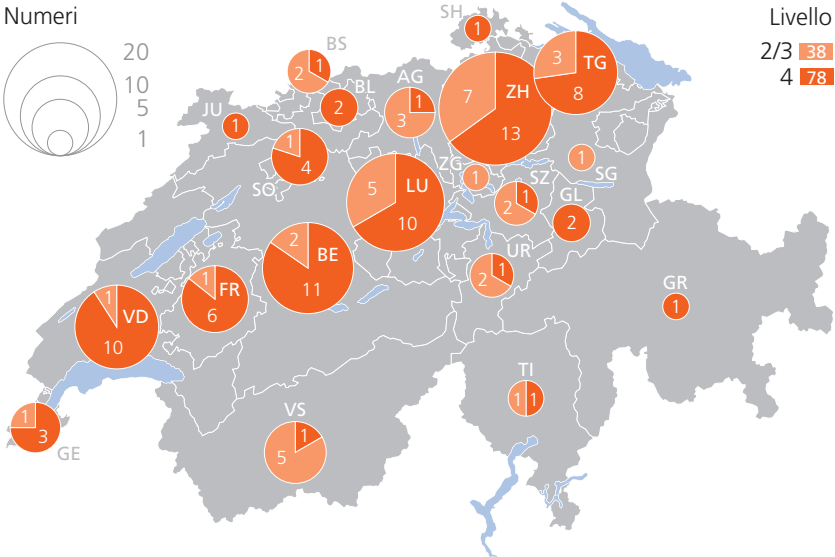 Numeri
20
10
5
1
Livello
2/3 38
4 78
SH
1
BS
2 1
BL
2
AG
1
3
ZH
7
13
TG
3
8
JU
1
SO
1
4
LU
5
10
ZG
1
SZ
1
2
SG
1
GL
2
UR
1
2
BE
2
11
FR
1
6
VD
1
10
GE
1
3
VS
1
5
TI
1 1
GR
1